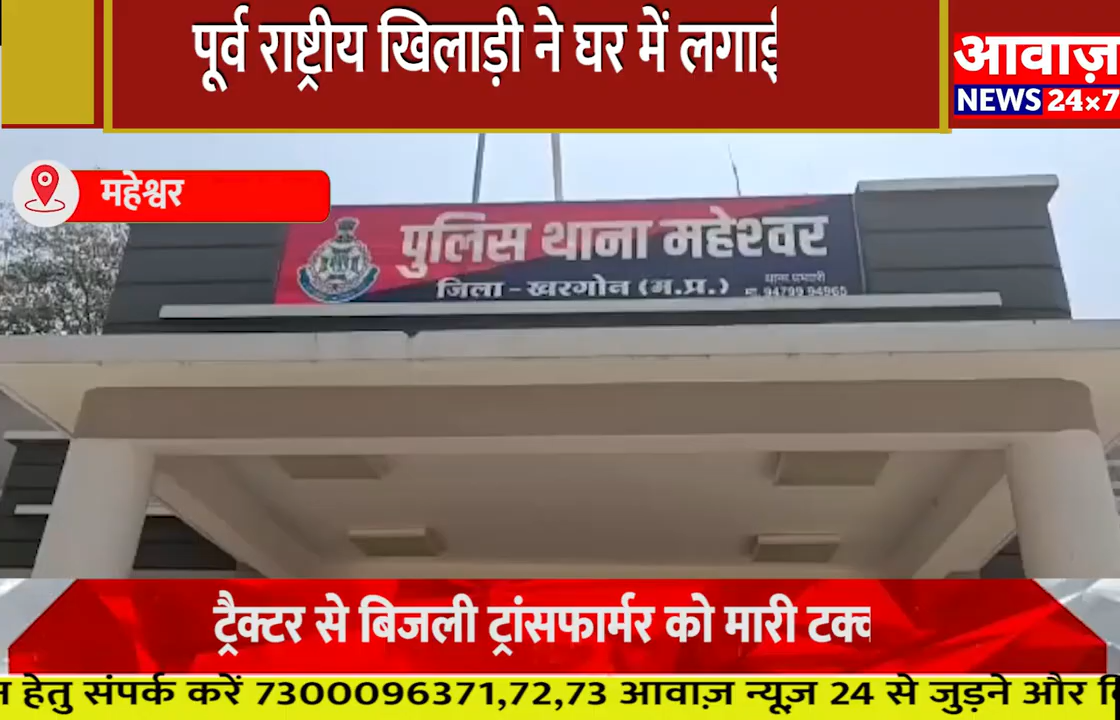 पूर्व राष्ट्रीय खिलाड़ी ने घर में लगाई
आवाज़
NEWS 24×7
महेश्वर
पुलिस थाना महेश्वर
जिला - खरगोन (म.प्र.)
थाना प्रभारी
मो. 94799 94965
ट्रैक्टर से बिजली ट्रांसफार्मर को मारी
हेतु संपर्क करें 7300096371,72,73 आवाज़ न्यूज़ 24 से जुड़ने और